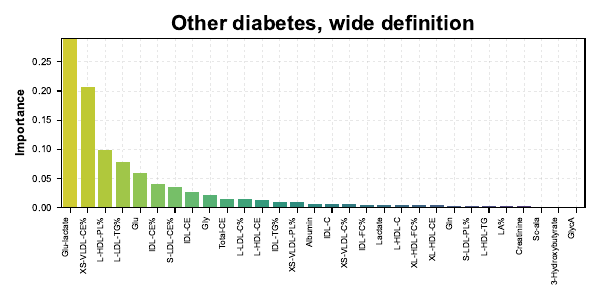 Other diabetes, wide definition
Importance
0.25
0.20
0.15
0.10
0.05
0.00
Glu-lactate
XS-VLDL-CE%
L-HDL-PL%
L-LDL-TG%
Glu
IDL-CE%
S-LDL-CE%
IDL-CE
Gly
Total-CE
L-LDL-C%
L-HDL-CE
IDL-TG%
XS-VLDL-PL%
Albumin
IDL-C
XS-VLDL-C%
IDL-FC%
Lactate
L-HDL-C
XL-HDL-FC%
XL-HDL-CE
Gln
S-LDL-PL%
L-HDL-TG
LA%
Creatinine
Sc-ala
3-Hydroxybutyrate
GlycA